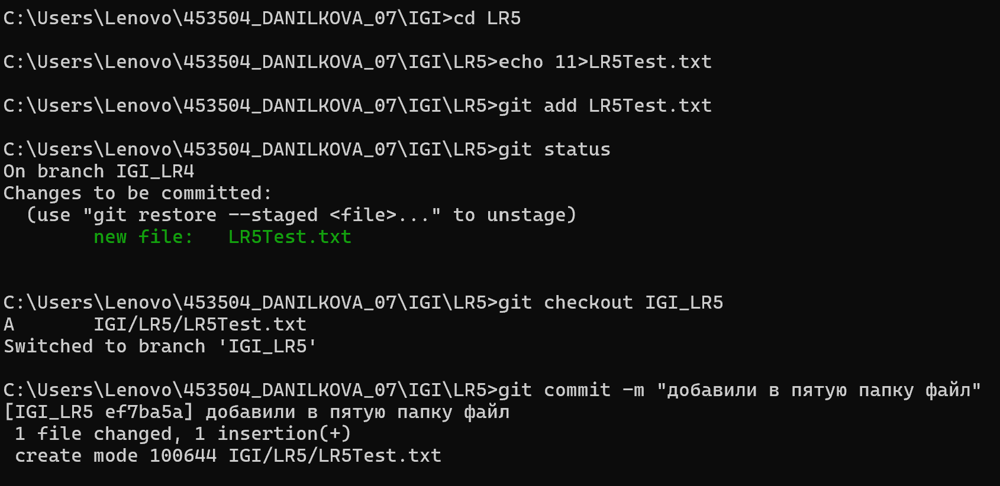 C:\Users\Lenovo\453504_DANILKOVA_07\IGI>cd LR5
C:\Users\Lenovo\453504_DANILKOVA_07\IGI\LR5>echo 11>LR5Test.txt
C:\Users\Lenovo\453504_DANILKOVA_07\IGI\LR5>git add LR5Test.txt
C:\Users\Lenovo\453504_DANILKOVA_07\IGI\LR5>git status
On branch IGI_LR4
Changes to be committed:
  (use "git restore --staged <file>..." to unstage)
        new file:   LR5Test.txt
C:\Users\Lenovo\453504_DANILKOVA_07\IGI\LR5>git checkout IGI_LR5
A       IGI/LR5/LR5Test.txt
Switched to branch 'IGI_LR5'
C:\Users\Lenovo\453504_DANILKOVA_07\IGI\LR5>git commit -m "добавили в пятую папку файл"
[IGI_LR5 ef7ba5a] добавили в пятую папку файл
 1 file changed, 1 insertion(+)
 create mode 100644 IGI/LR5/LR5Test.txt